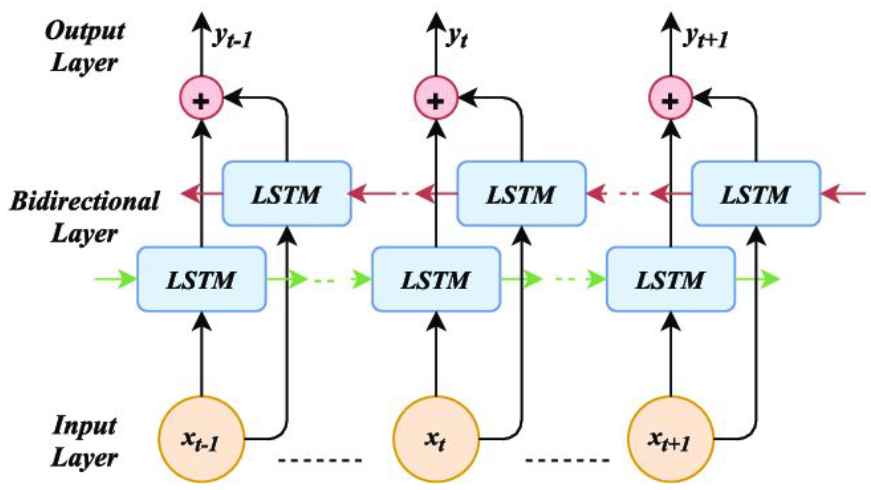 Output
Layer
y_{t-1}
y_t
y_{t+1}
+
+
+
LSTM
LSTM
LSTM
Bidirectional
Layer
LSTM
LSTM
LSTM
Input
Layer
x_{t-1}
x_t
x_{t+1}